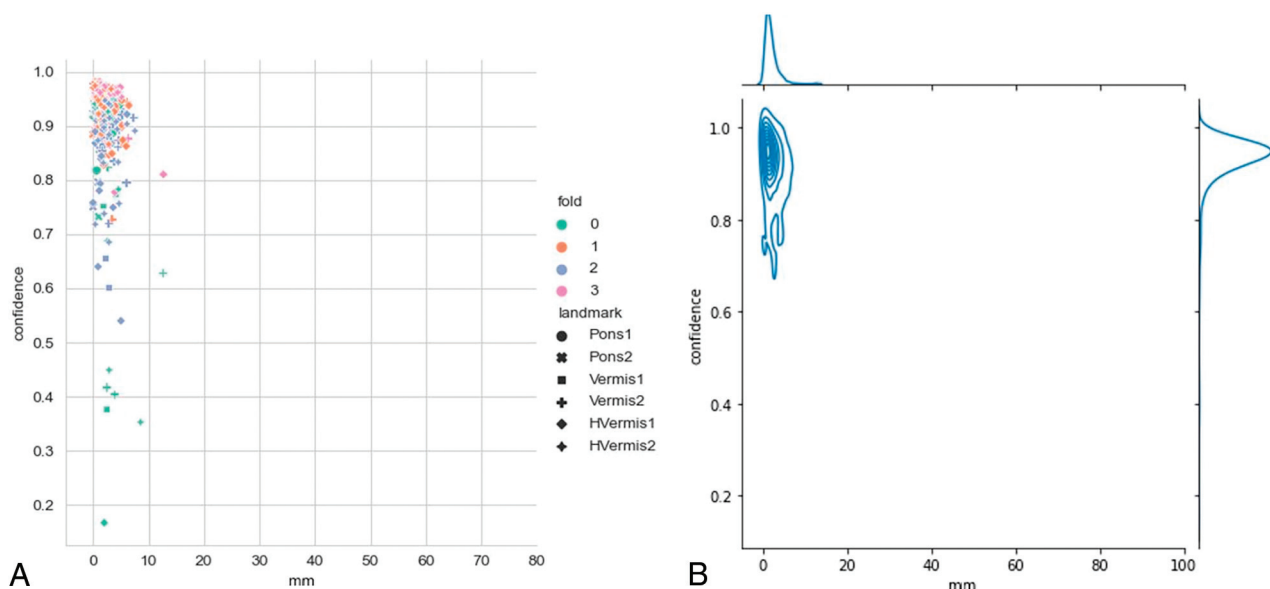 1.0
0.9
0.8
0.7
0.6
0.5
0.4
0.3
0.2
confidence
0 10 20 30 40 50 60 70 80
mm
A
fold
0
1
2
3
landmark
Pons1
Pons2
Vermis1
Vermis2
HVermis1
HVermis2
1.0
0.8
0.6
0.4
0.2
confidence
0 20 40 60 80 100
mm
B